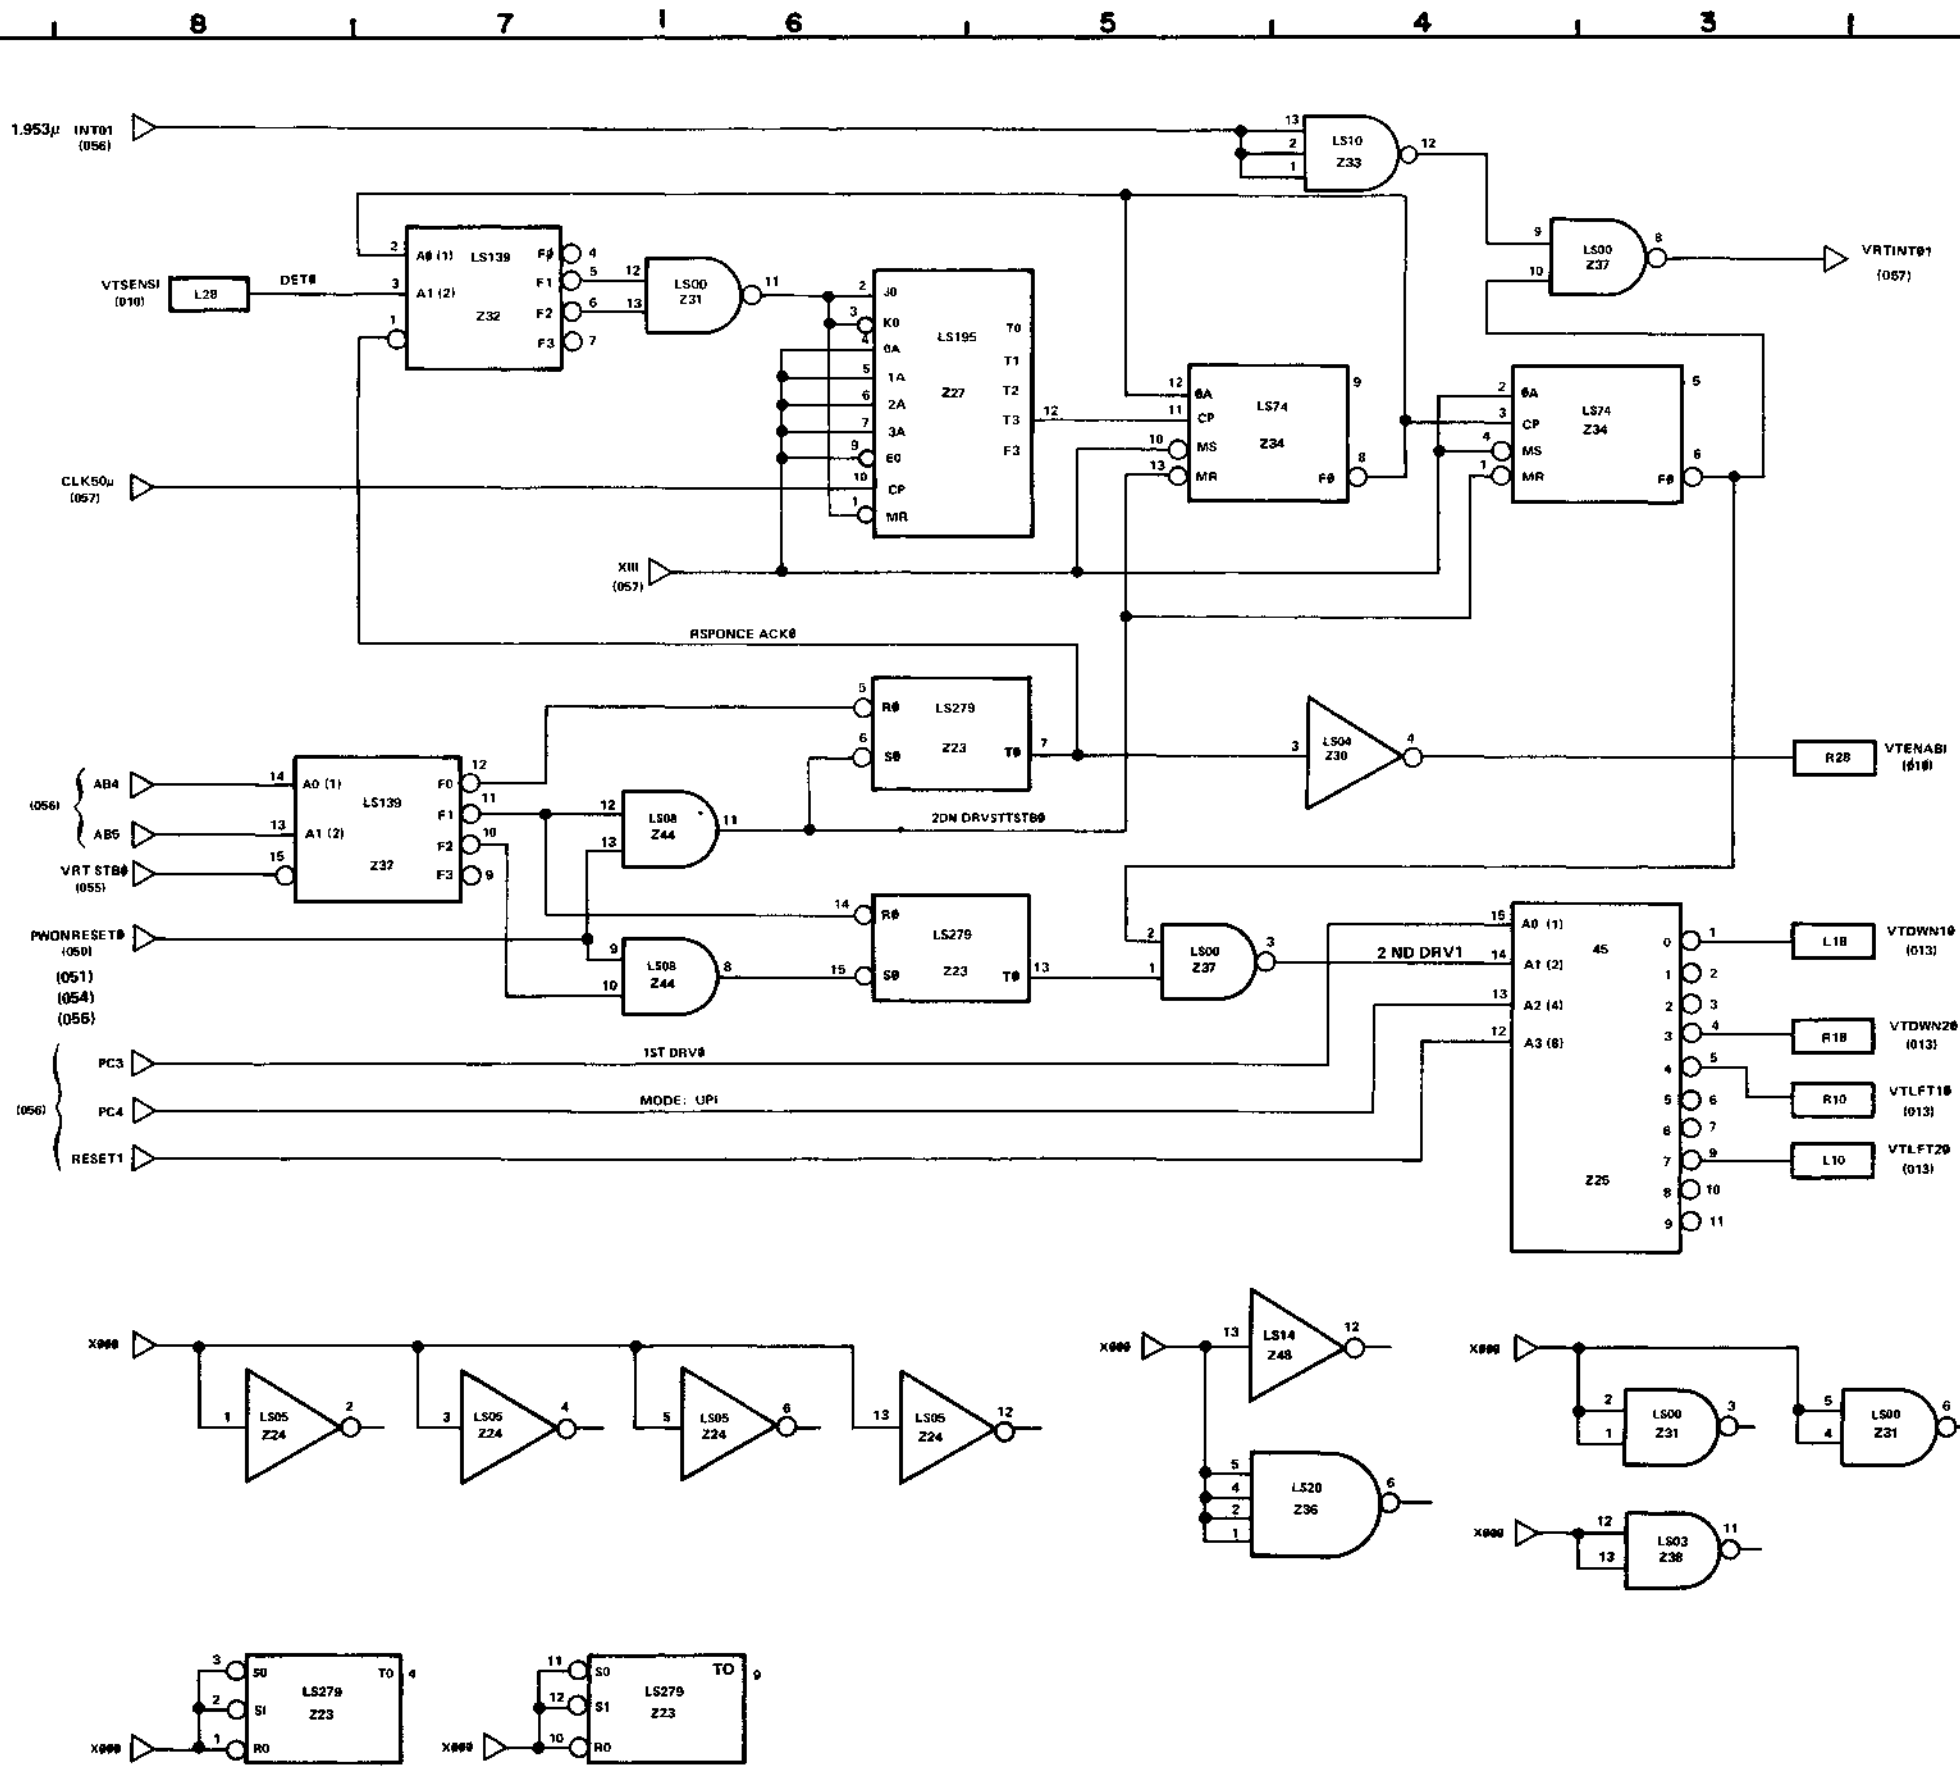 8 7 6 5 4 3
1.953µ INT01
(056)
13
2
1
LS10
Z33
12
2 A0 (1) LS139 F0 4
VTSENSI
(010)
L28
DET0
3 A1 (2)
F1 5
Z32
F2 6
1
F3 7
12
13
LS00
Z31
11
2 J0
3 K0
4 0A
5 1A
6 2A
7 3A
9 E0
10 CP
1 MR
LS195
Z27
T0
T1
T2
T3 12
F3
12 0A
11 CP
10 MS
13 MR
LS74
Z34
9
F0 8
2 0A
3 CP
4 MS
1 MR
LS74
Z34
5
F0 6
9
10
LS00
Z37
8
VRTINT01
(057)
CLK50µ
(057)
XIII
(057)
RSPONCE ACK0
5 R0
6 S0
LS279
Z23
T0 7
3 LS04
Z30
4
R28
VTENABI
(010)
(056)
AB4
AB5
VRT STB0
(055)
14 A0 (1)
13 A1 (2)
15
LS139
Z32
F0 12
F1 11
F2 10
F3 9
12
13
LS08
Z44
11
2DN DRVSTTSTB0
PWONRESET0
(050)
(051)
(054)
(056)
9
10
LS08
Z44
8
14 R0
15 S0
LS279
Z23
T0 13
2
1
LS00
Z37
3
2 ND DRV1
15 A0 (1)
14 A1 (2)
13 A2 (4)
12 A3 (8)
45
Z25
0 1
1 2
2 3
3 4
4 5
5 6
6 7
7 9
8 10
9 11
L18
VTDWN10
(013)
R18
VTDWN20
(013)
R10
VTLFT10
(013)
L10
VTLFT20
(013)
(056)
PC3
1ST DRV0
PC4
MODE: UPI
RESET1
X000
1 LS05
Z24
2
3 LS05
Z24
4
5 LS05
Z24
6
13 LS05
Z24
12
X000
13 LS14
Z48
12
5
4
2
1
LS20
Z36
6
X000
2
1
LS00
Z31
3
5
4
LS00
Z31
6
X000
12
13
LS03
Z38
11
3 S0
2 S1
1 R0
LS279
Z23
T0 4
X000
11 S0
12 S1
10 R0
LS279
Z23
TO 9
X000